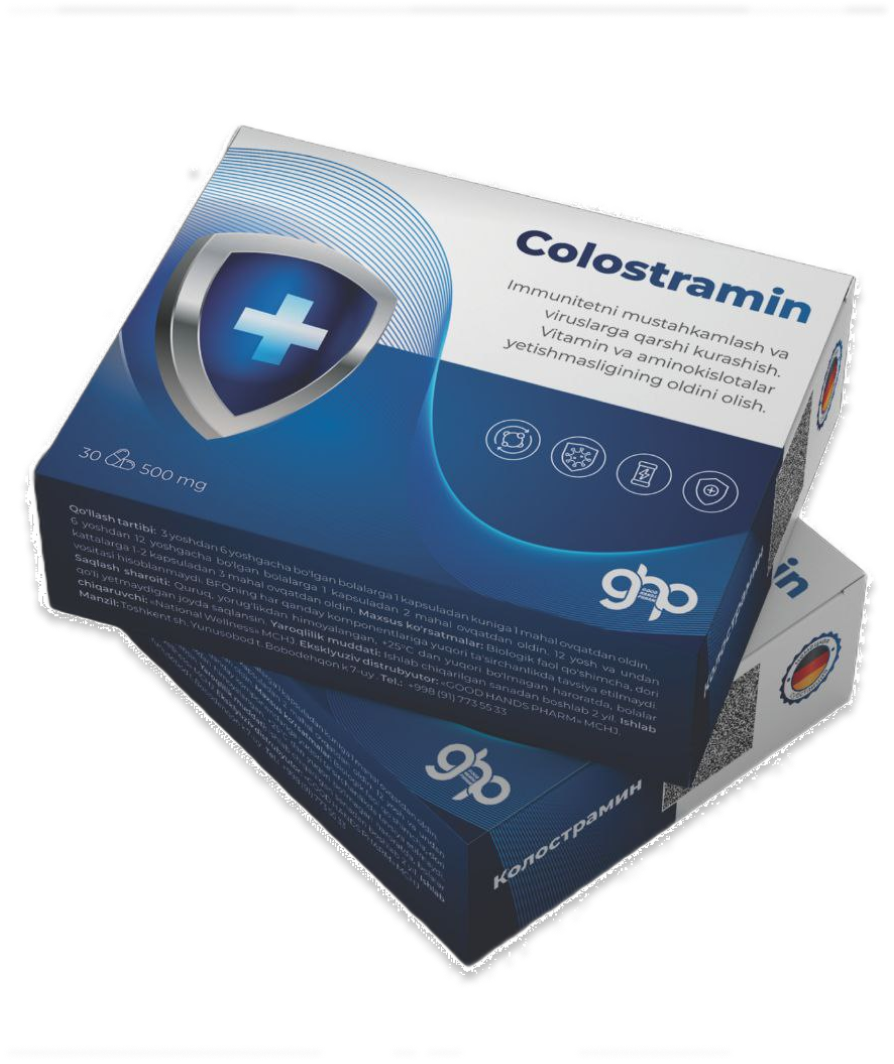 Colostramin
Immunitetni mustahkamlash va
viruslarga qarshi kurashish.
Vitamin va aminokislotalar
yetishmasligining oldini olish.
30 500 mg
ghp
GOOD HANDS PHARM
Qo'llash tartibi: 3 yoshdan 6 yoshgacha bo'lgan bolalarga 1 kapsuladan kuniga 1 mahal ovqatdan oldin.
6 yoshdan 12 yoshgacha bo'lgan bolalarga 1 kapsuladan 2 mahal ovqatdan oldin. 12 yosh va undan
kattalarga 1-2 kapsuladan 3 mahal ovqatdan oldin. Maxsus ko'rsatmalar: Biologik faol qo'shimcha, dori
vositasi hisoblanmaydi. BFQning har qanday komponentlariga yuqori ta'sirchanlikda tavsiya etilmaydi.
Saqlash sharoiti: Quruq, yorug'likdan himoyalangan, +25°C dan yuqori bo'lmagan haroratda, bolalar
qo'li yetmaydigan joyda saqlansin. Yaroqlilik muddati: Ishlab chiqarilgan sanadan boshlab 2 yil. Ishlab
chiqaruvchi: «National Wellness» MCHJ. Eksklyuziv distrubyutor: «GOOD HANDS PHARM» MCHJ.
Manzil: Toshkent sh. Yunusobod t. Bobodehqon k 7-uy. Tel.: +998 (91) 773 55 33
ghp
Колострамин